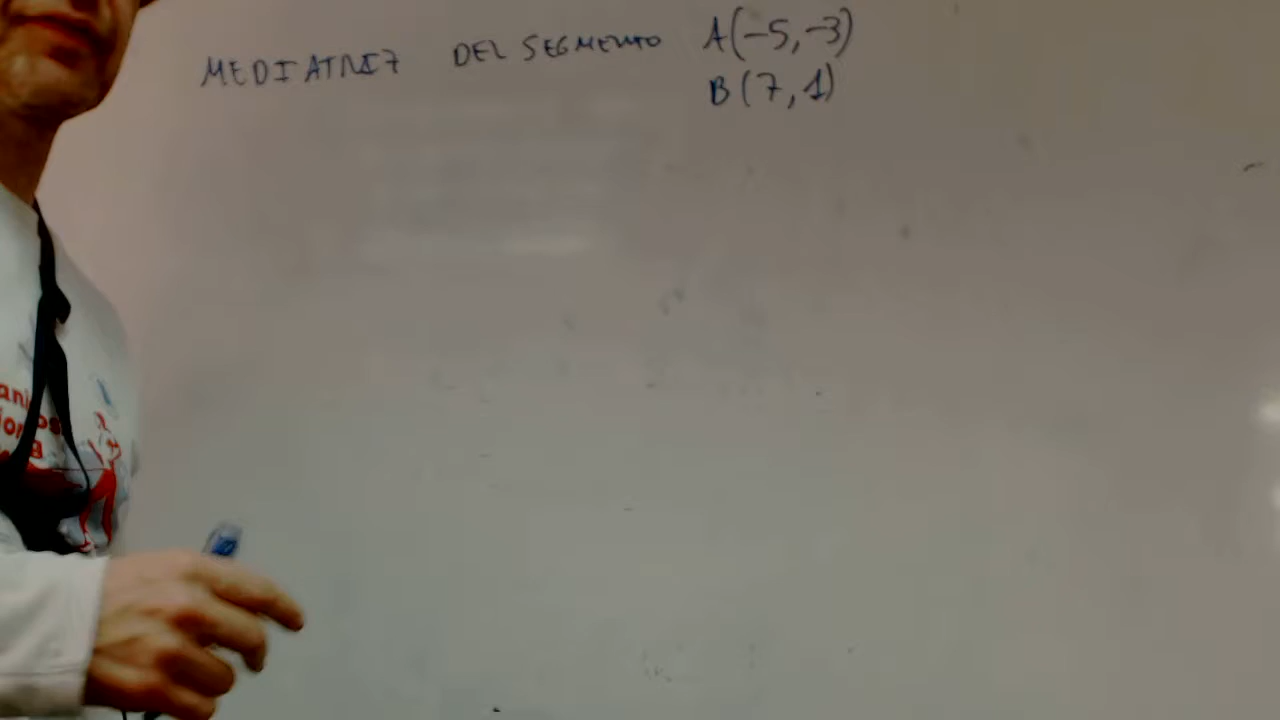 MEDIATRIZ DEL SEGMENTO A(-5,-3)
B(7,1)